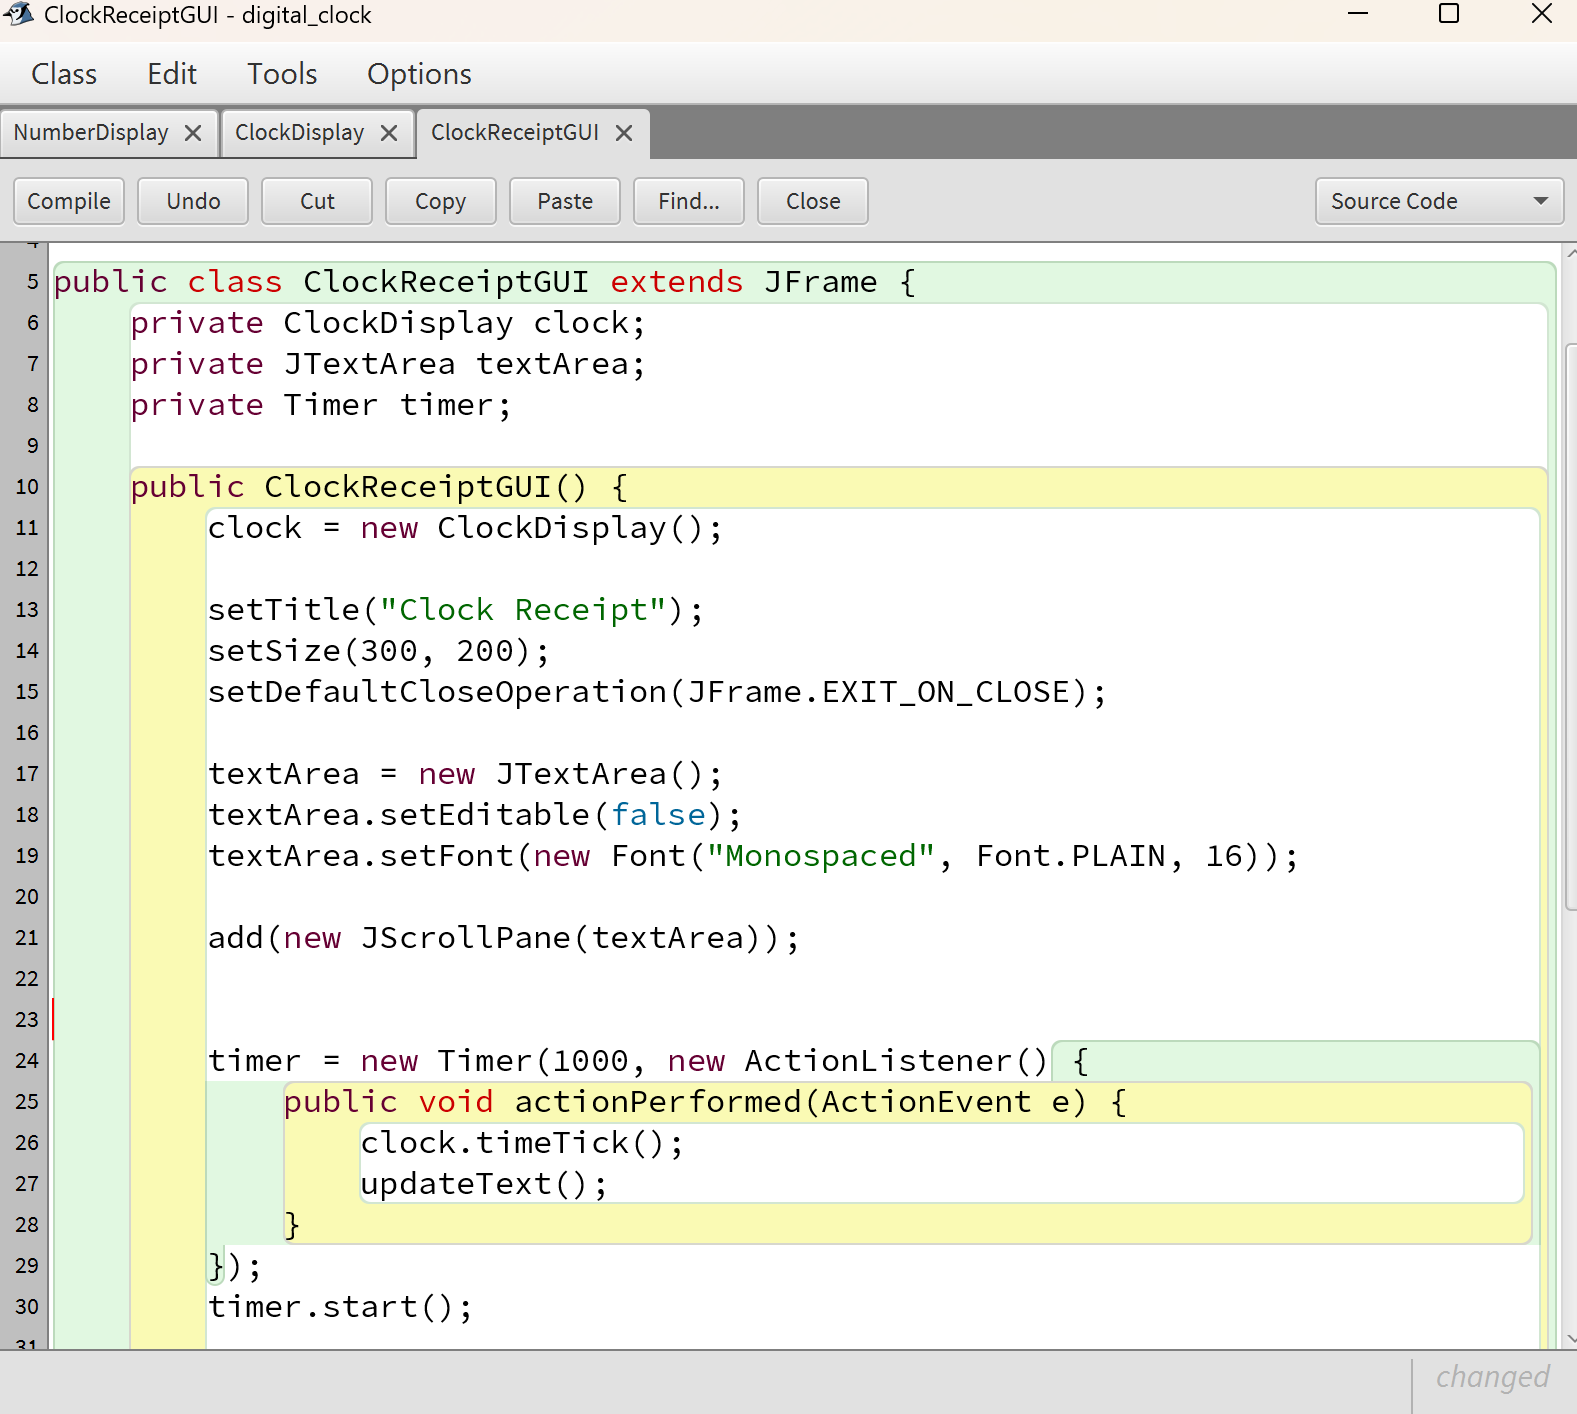 ClockReceiptGUI - digital_clock
Class Edit Tools Options
NumberDisplay ClockDisplay ClockReceiptGUI
Compile Undo Cut Copy Paste Find... Close Source Code
4
5 public class ClockReceiptGUI extends JFrame {
6 private ClockDisplay clock;
7 private JTextArea textArea;
8 private Timer timer;
9
10 public ClockReceiptGUI() {
11 clock = new ClockDisplay();
12
13 setTitle("Clock Receipt");
14 setSize(300, 200);
15 setDefaultCloseOperation(JFrame.EXIT_ON_CLOSE);
16
17 textArea = new JTextArea();
18 textArea.setEditable(false);
19 textArea.setFont(new Font("Monospaced", Font.PLAIN, 16));
20
21 add(new JScrollPane(textArea));
22
23
24 timer = new Timer(1000, new ActionListener() {
25 public void actionPerformed(ActionEvent e) {
26 clock.timeTick();
27 updateText();
28 }
29 });
30 timer.start();
31
changed